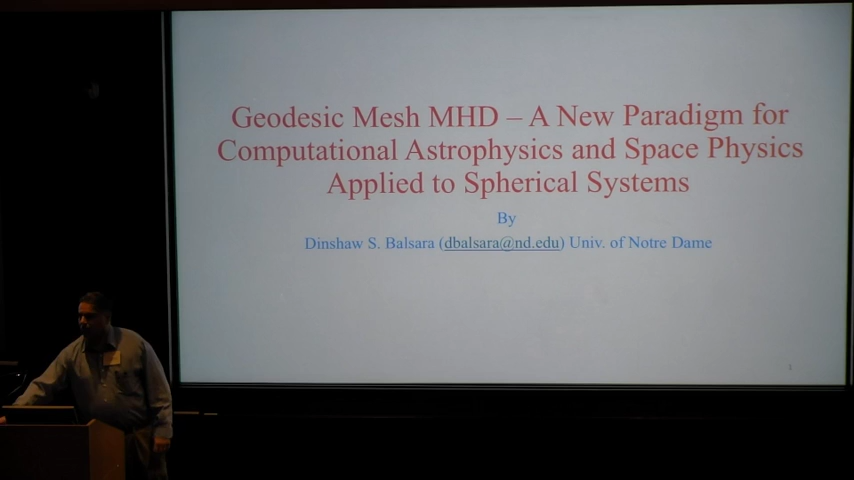 Geodesic Mesh MHD – A New Paradigm for
Computational Astrophysics and Space Physics
Applied to Spherical Systems
By
Dinshaw S. Balsara (dbalsara@nd.edu) Univ. of Notre Dame
1